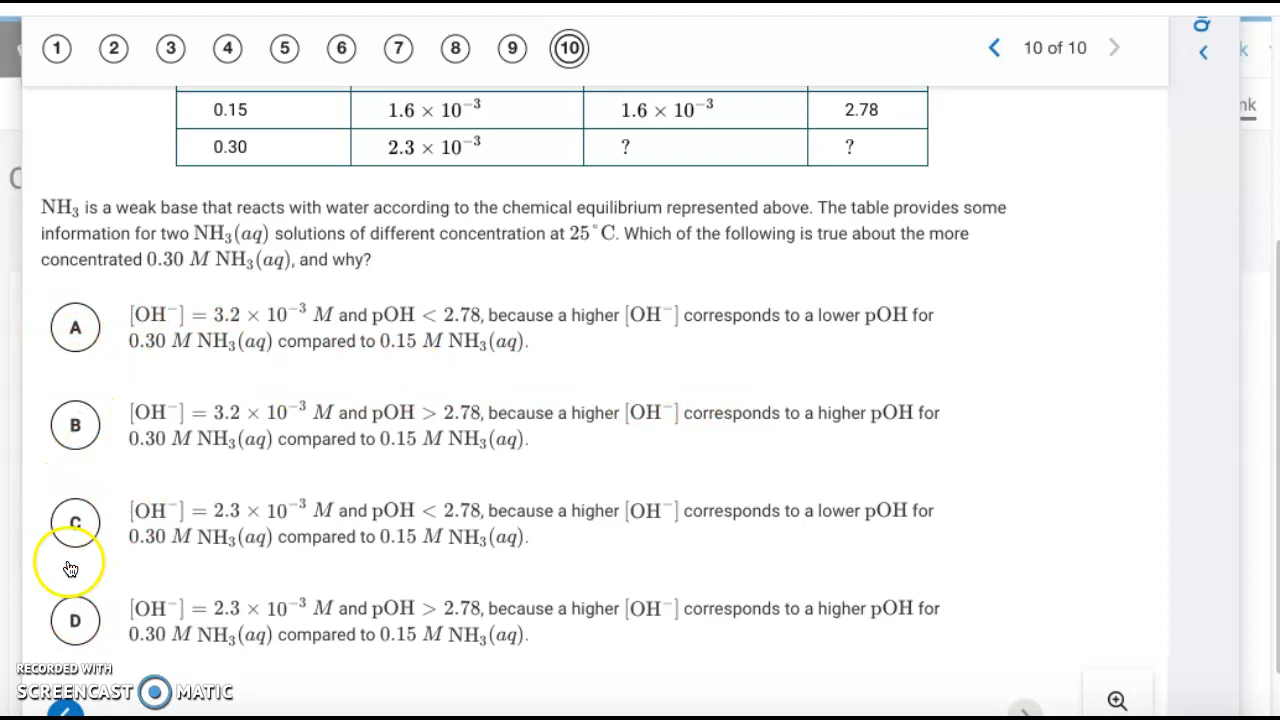 1 2 3 4 5 6 7 8 9 10 10 of 10
0.15 1.6 × 10⁻³ 1.6 × 10⁻³ 2.78
0.30 2.3 × 10⁻³ ? ?
NH₃ is a weak base that reacts with water according to the chemical equilibrium represented above. The table provides some
information for two NH₃(aq) solutions of different concentration at 25°C. Which of the following is true about the more
concentrated 0.30 M NH₃(aq), and why?
A [OH⁻] = 3.2 × 10⁻³ M and pOH < 2.78, because a higher [OH⁻] corresponds to a lower pOH for
0.30 M NH₃(aq) compared to 0.15 M NH₃(aq).
B [OH⁻] = 3.2 × 10⁻³ M and pOH > 2.78, because a higher [OH⁻] corresponds to a higher pOH for
0.30 M NH₃(aq) compared to 0.15 M NH₃(aq).
C [OH⁻] = 2.3 × 10⁻³ M and pOH < 2.78, because a higher [OH⁻] corresponds to a lower pOH for
0.30 M NH₃(aq) compared to 0.15 M NH₃(aq).
D [OH⁻] = 2.3 × 10⁻³ M and pOH > 2.78, because a higher [OH⁻] corresponds to a higher pOH for
0.30 M NH₃(aq) compared to 0.15 M NH₃(aq).
RECORDED WITH
SCREENCAST MATIC